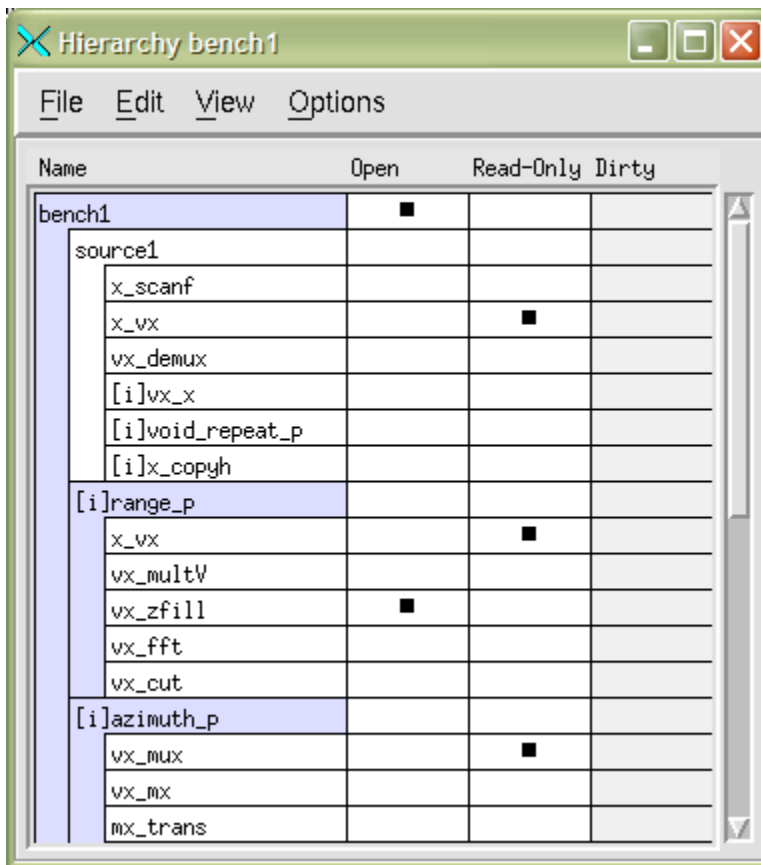 Hierarchy bench1
File Edit View Options
Name Open Read-Only Dirty
bench1
source1
x_scanf
x_vx
vx_demux
[i]vx_x
[i]void_repeat_p
[i]x_copyh
[i]range_p
x_vx
vx_multV
vx_zfill
vx_fft
vx_cut
[i]azimuth_p
vx_mux
vx_mx
mx_trans